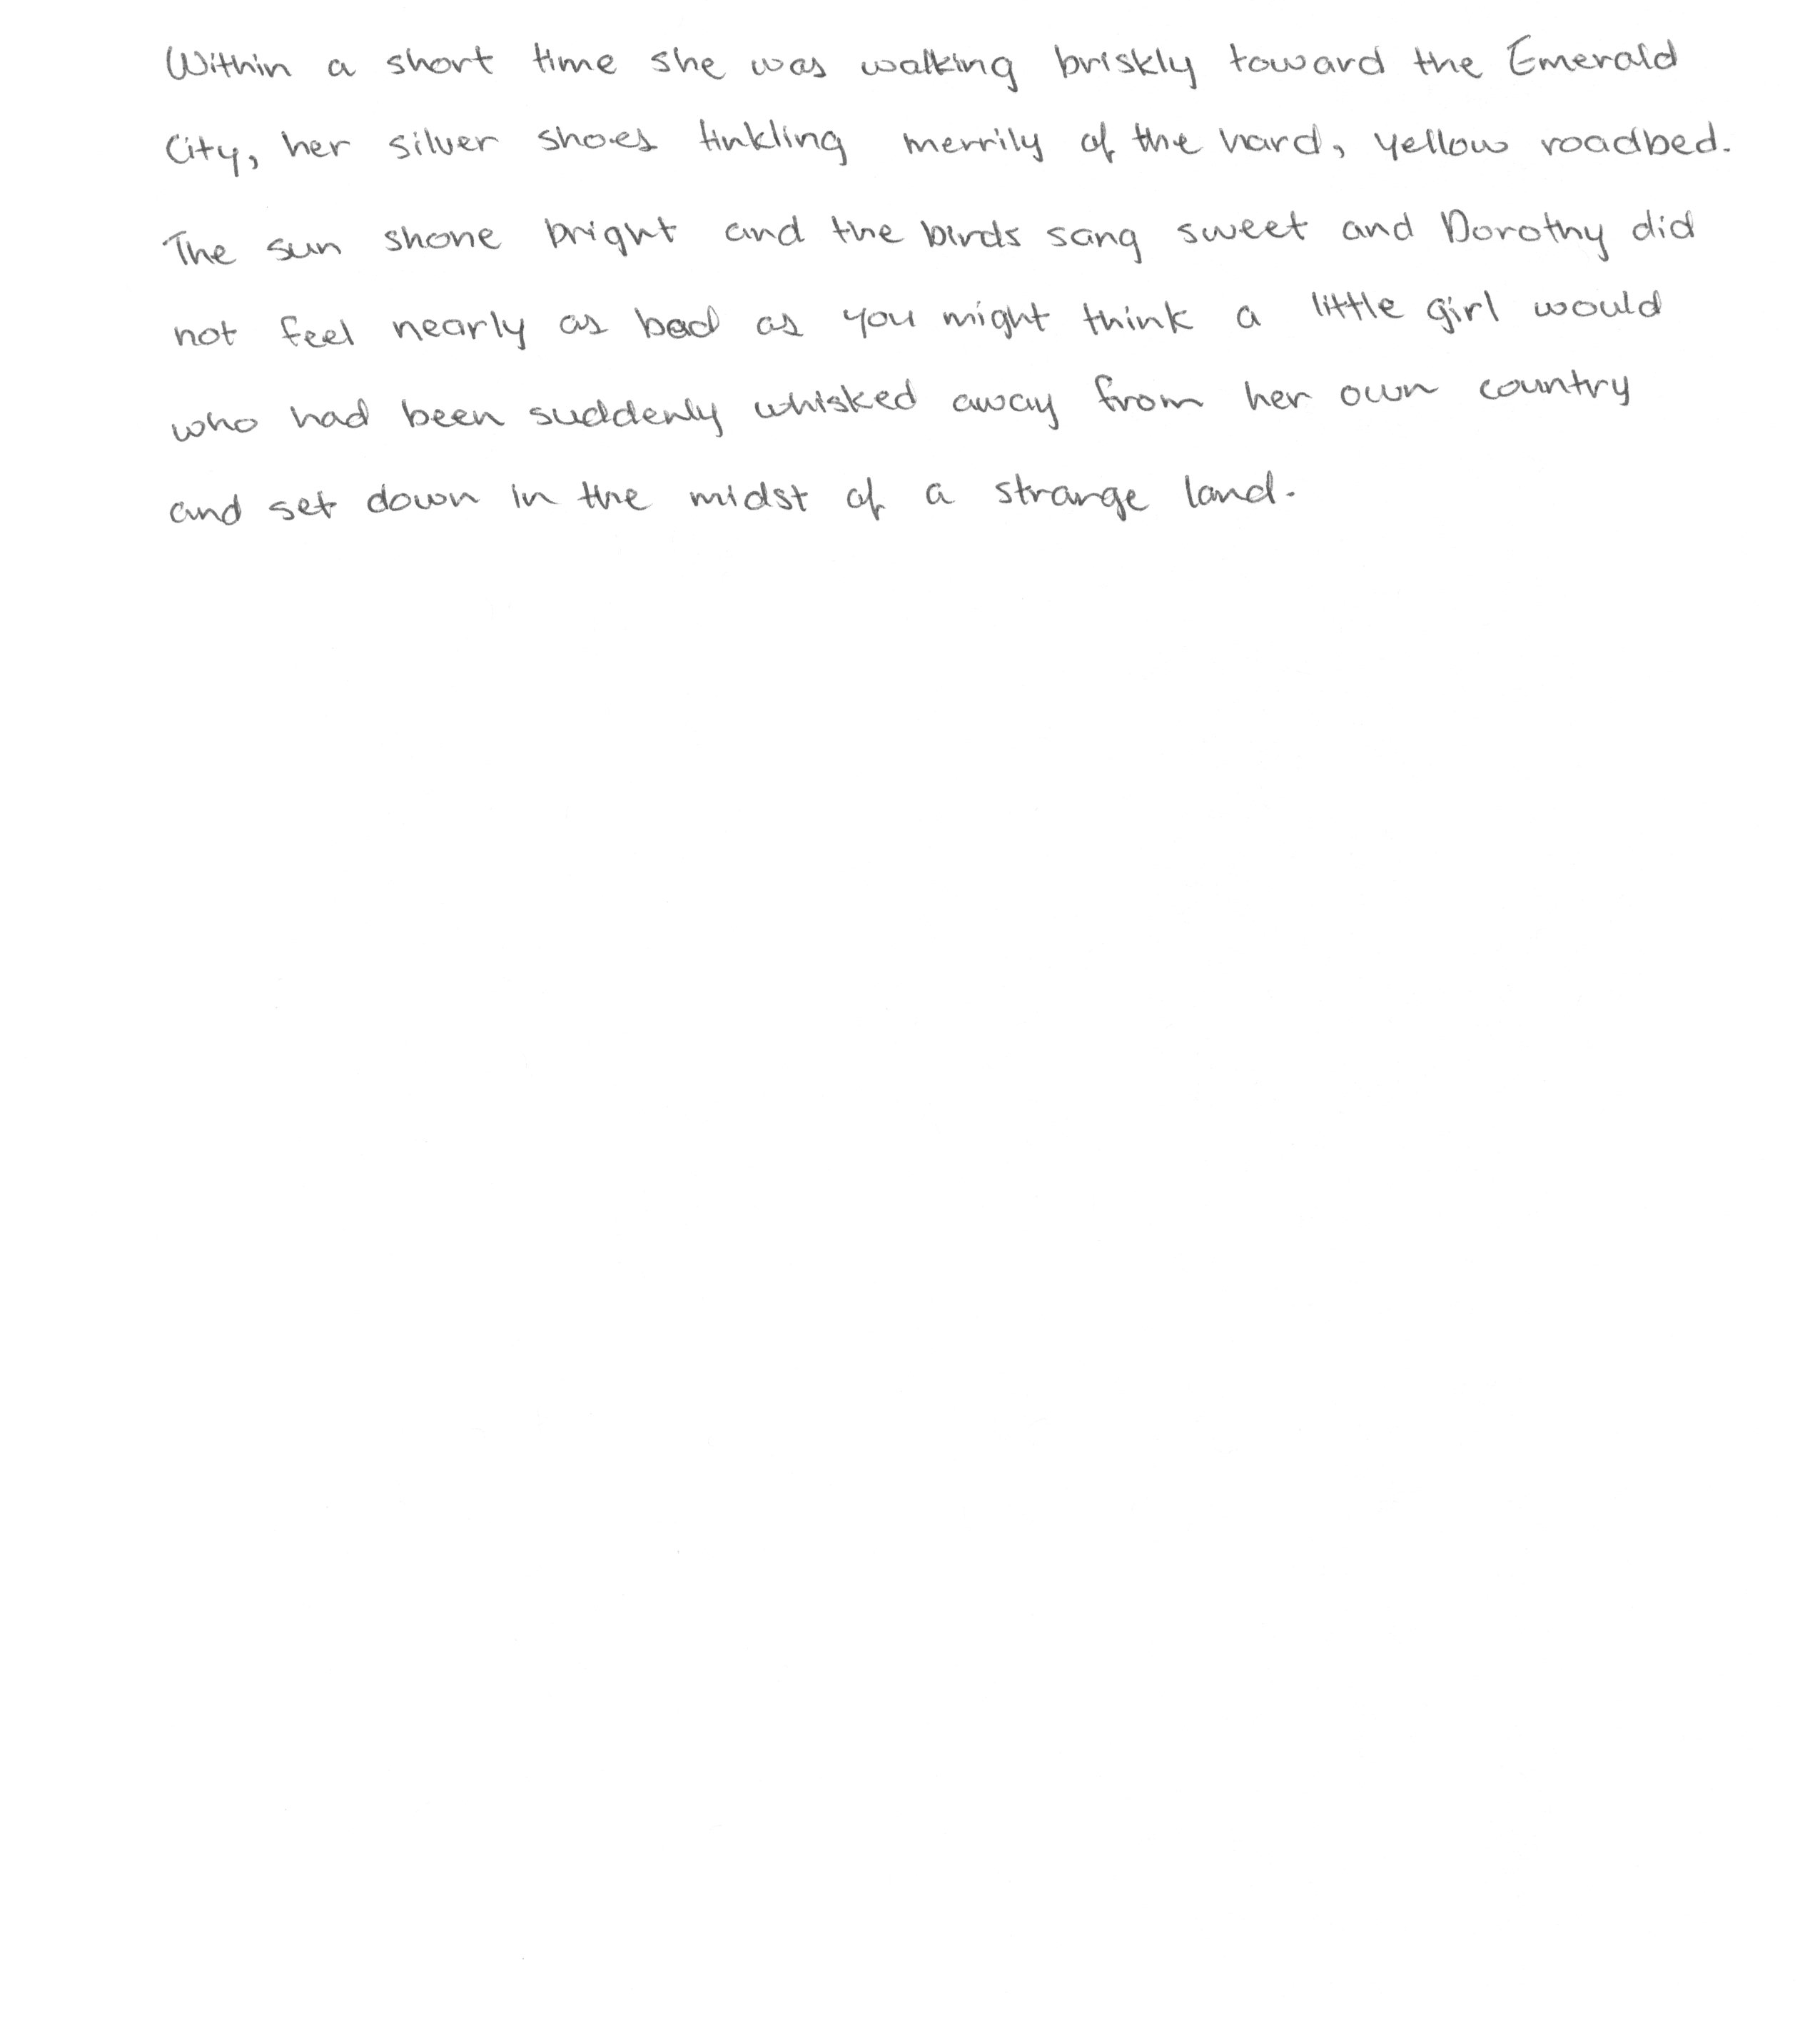 Within a short time she was walking briskly toward the Emerald
City, her silver shoes tinkling merrily of the hard, yellow roadbed.
The sun shone bright and the birds sang sweet and Dorothy did
not feel nearly as bad as you might think a little girl would
who had been suddenly whisked away from her own country
and set down in the midst of a strange land.